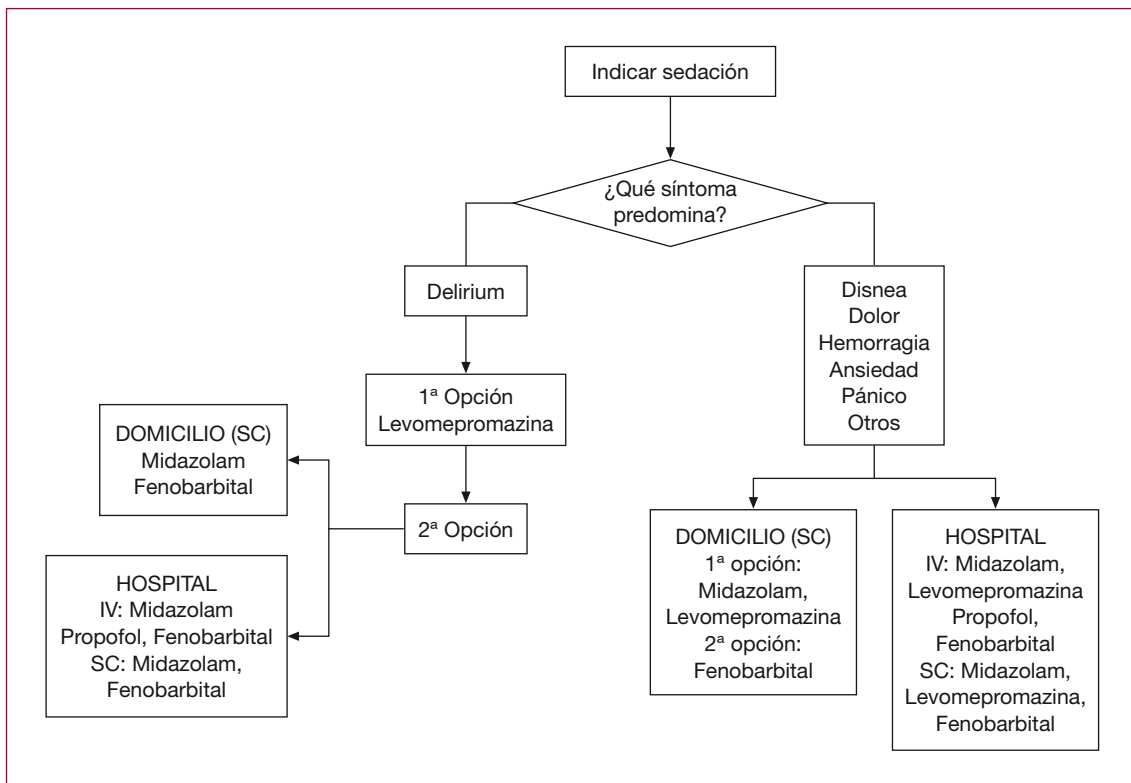 Indicar sedación
¿Qué síntoma
predomina?
Delirium
1ª Opción
Levomepromazina
2ª Opción
DOMICILIO (SC)
Midazolam
Fenobarbital
HOSPITAL
IV: Midazolam
Propofol, Fenobarbital
SC: Midazolam,
Fenobarbital
Disnea
Dolor
Hemorragia
Ansiedad
Pánico
Otros
DOMICILIO (SC)
1ª opción:
Midazolam,
Levomepromazina
2ª opción:
Fenobarbital
HOSPITAL
IV: Midazolam,
Levomepromazina
Propofol,
Fenobarbital
SC: Midazolam,
Levomepromazina,
Fenobarbital